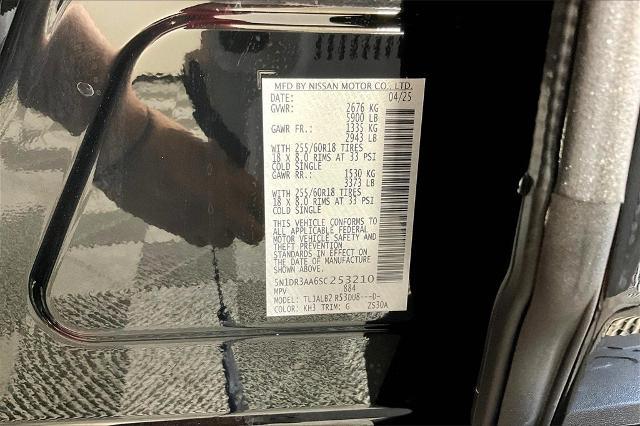 MFD BY NISSAN MOTOR CO., LTD.
DATE: 04/25
GVWR: 2676 KG
5900 LB
GAWR FR.: 1335 KG
2943 LB
WITH 255/60R18 TIRES
18 X 8.0 RIMS AT 33 PSI
COLD SINGLE
GAWR RR.: 1530 KG
3373 LB
WITH 255/60R18 TIRES
18 X 8.0 RIMS AT 33 PSI
COLD SINGLE
THIS VEHICLE CONFORMS TO
ALL APPLICABLE FEDERAL
MOTOR VEHICLE SAFETY AND
THEFT PREVENTION
STANDARDS IN EFFECT ON
THE DATE OF MANUFACTURE
SHOWN ABOVE.
5N1DR3AA6SC253210
MPV 884
MODEL: TLJALBZ R53DU8---D-
COLOR: KH3 TRIM: G ZS30A